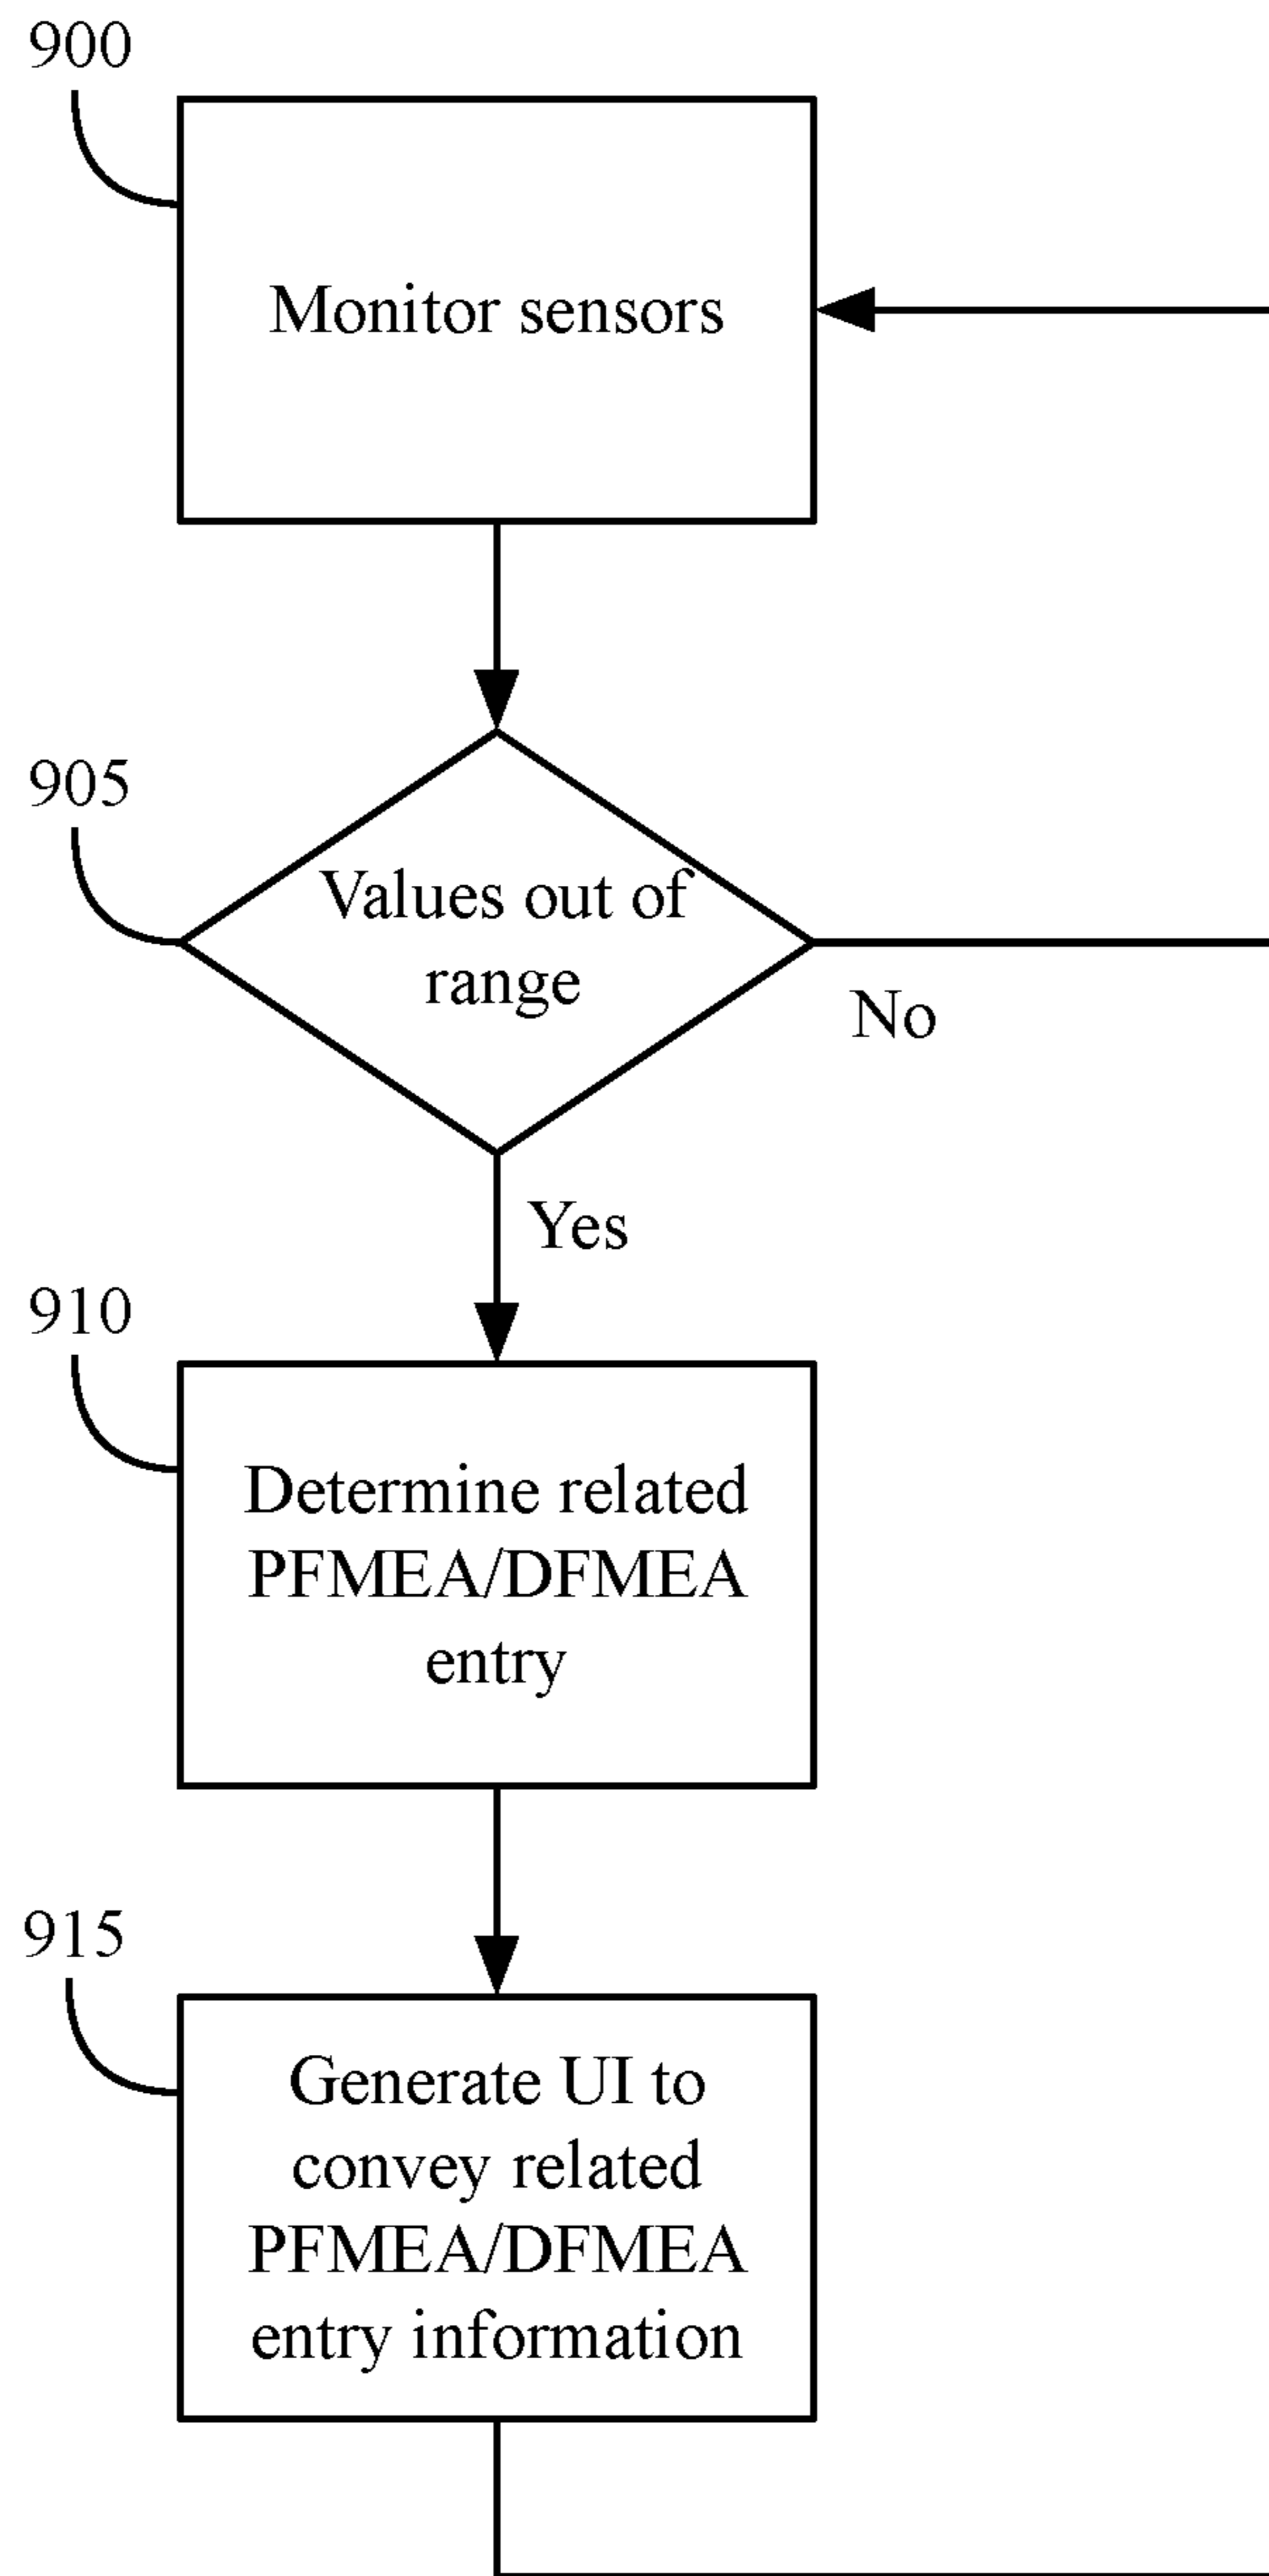 900
Monitor sensors
905
Values out of
range
No
Yes
910
Determine related
PFMEA/DFMEA
entry
915
Generate UI to
convey related
PFMEA/DFMEA
entry information